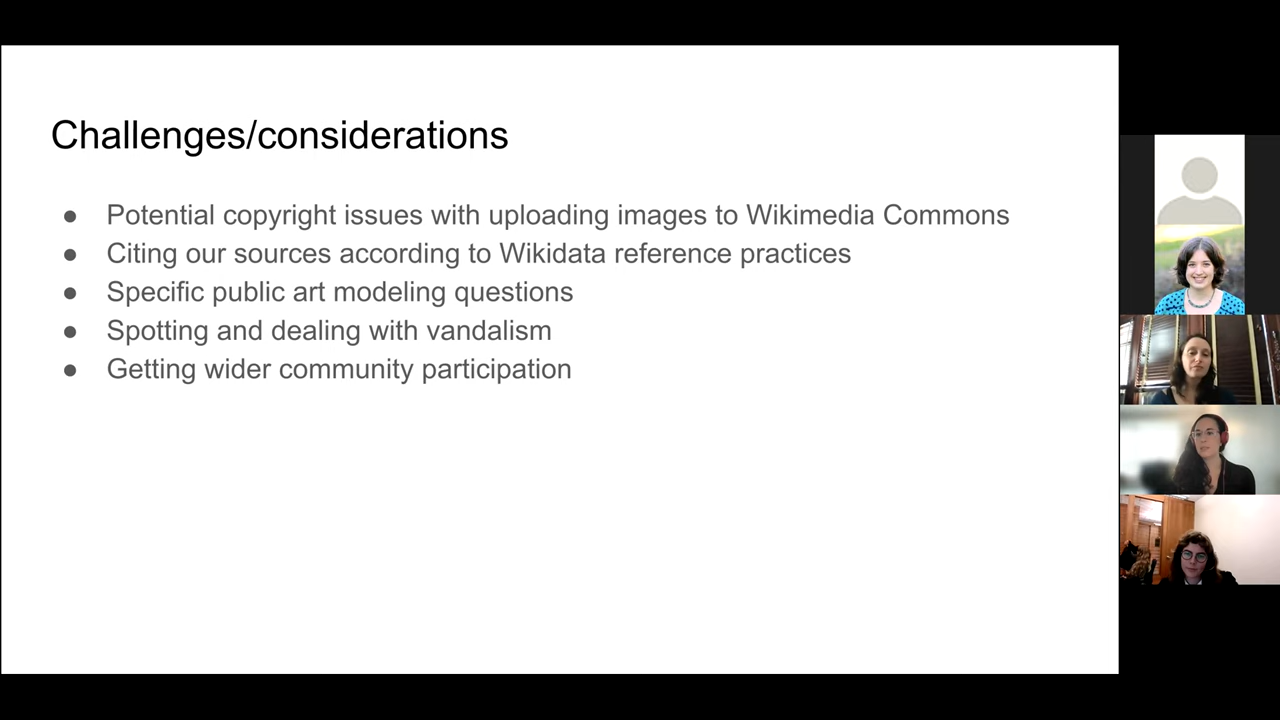 Challenges/considerations
● Potential copyright issues with uploading images to Wikimedia Commons
● Citing our sources according to Wikidata reference practices
● Specific public art modeling questions
● Spotting and dealing with vandalism
● Getting wider community participation